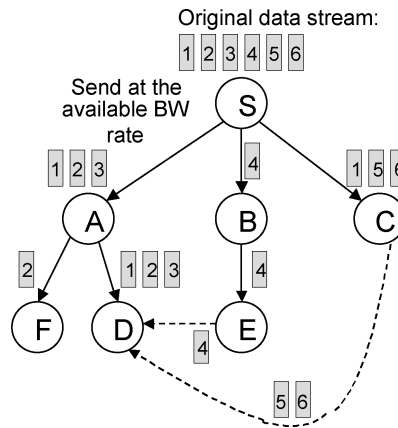 Original data stream:
1 2 3 4 5 6
Send at the
available BW
rate
S
1 2 3
4
1 5 6
A
B
C
2
1 2 3
4
F
D
E
4
5 6